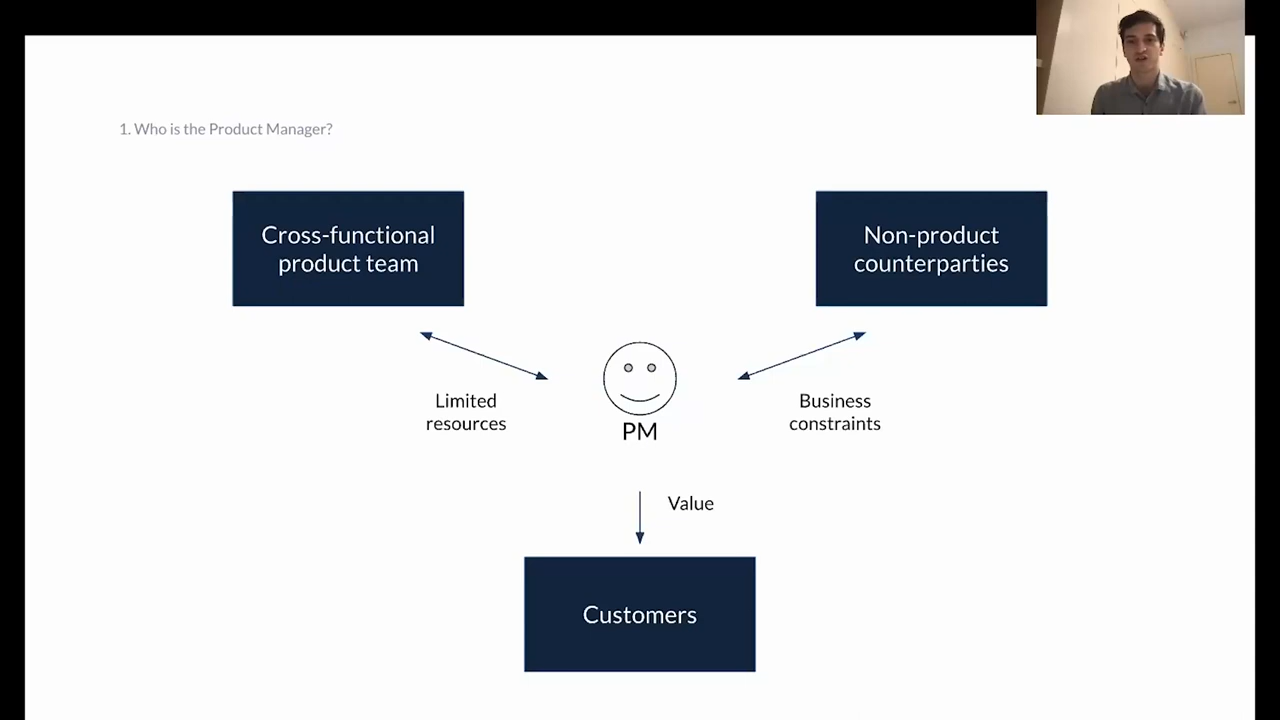 1. Who is the Product Manager?
Cross-functional
product team
Non-product
counterparties
Limited
resources
PM
Business
constraints
Value
Customers